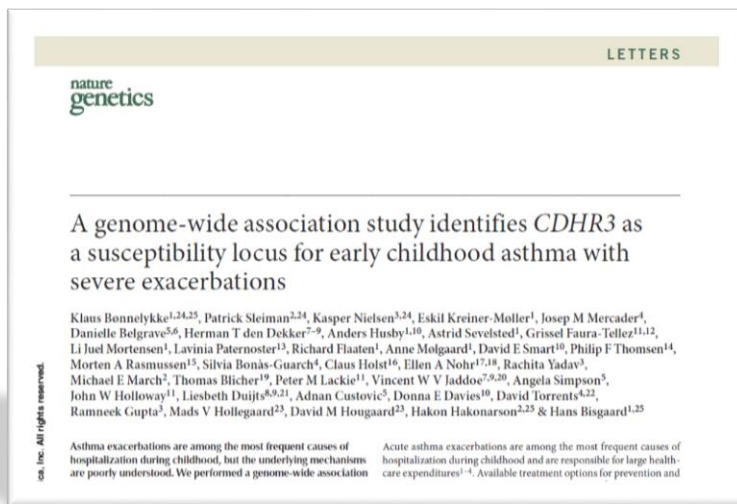 LETTERS
nature
genetics
A genome-wide association study identifies CDHR3 as
a susceptibility locus for early childhood asthma with
severe exacerbations
Klaus Bønnelykke1,24,25, Patrick Sleiman2,24, Kasper Nielsen3,24, Eskil Kreiner-Møller1, Josep M Mercader4,
Danielle Belgrave5,6, Herman T den Dekker7–9, Anders Husby1,10, Astrid Sevelsted1, Grissel Faura-Tellez11,12,
Li Juel Mortensen1, Lavinia Paternoster13, Richard Flaaten1, Anne Mølgaard1, David E Smart10, Philip F Thomsen14,
Morten A Rasmussen15, Silvia Bonàs-Guarch4, Claus Holst16, Ellen A Nohr17,18, Rachita Yadav3,
Michael E March2, Thomas Blicher19, Peter M Lackie11, Vincent W V Jaddoe7,9,20, Angela Simpson5,
John W Holloway11, Liesbeth Duijts8,9,21, Adnan Custovic5, Donna E Davies10, David Torrents4,22,
Ramneek Gupta3, Mads V Hollegaard23, David M Hougaard23, Hakon Hakonarson2,25 & Hans Bisgaard1,25
ca, Inc. All rights reserved.
Asthma exacerbations are among the most frequent causes of
hospitalization during childhood, but the underlying mechanisms
are poorly understood. We performed a genome-wide association
Acute asthma exacerbations are among the most frequent causes of
hospitalization during childhood and are responsible for large health-
care expenditures1–4. Available treatment options for prevention and